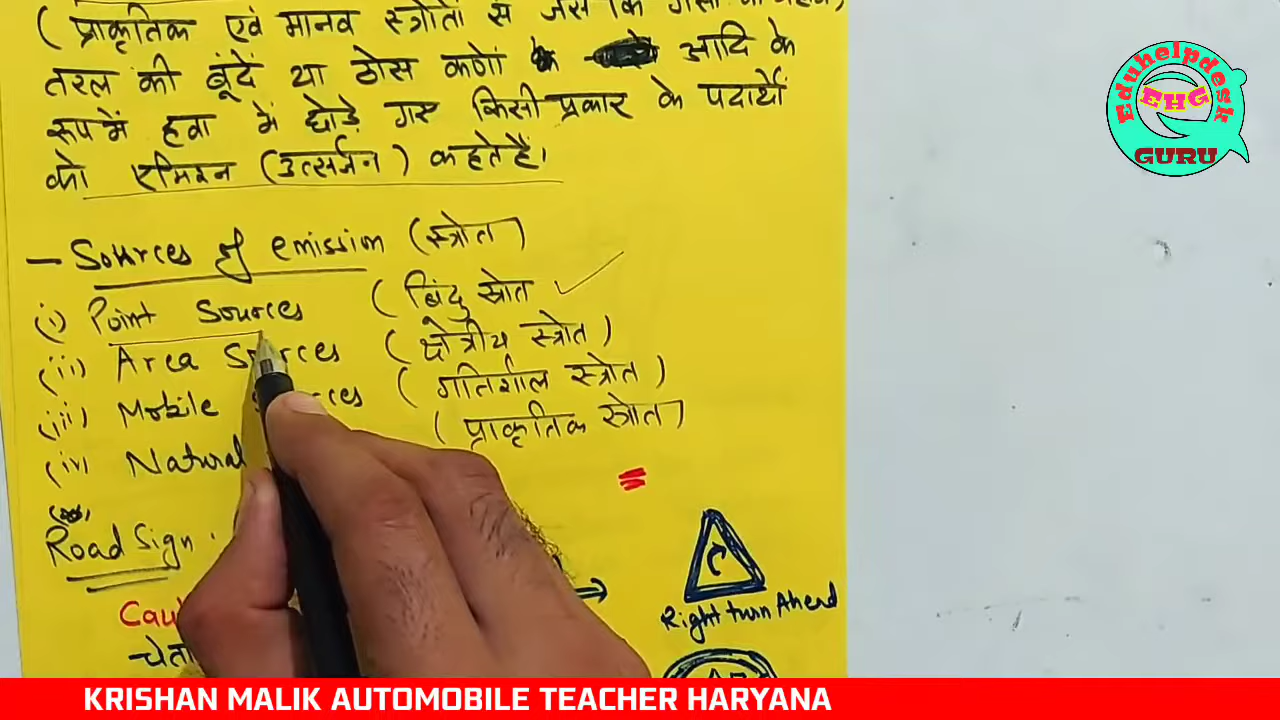 ( प्राकृतिक एवं मानव स्त्रोतों से जैसे कि
तरल की बूंदें या ठोस कणों के आदि के
रूप में हवा में छोड़े गए किसी प्रकार के पदार्थों
को एमिशन (उत्सर्जन) कहते हैं।
- Sources of emission (स्त्रोत)
(i) Point Sources (बिंदु स्रोत
(ii) Area Sources (क्षेत्रीय स्त्रोत)
(iii) Mobile (गतिशील स्त्रोत)
(iv) Natural (प्राकृतिक स्त्रोत)
Road Sign
Right turn Ahead
Eduhelpdesk
EHG
GURU
KRISHAN MALIK AUTOMOBILE TEACHER HARYANA